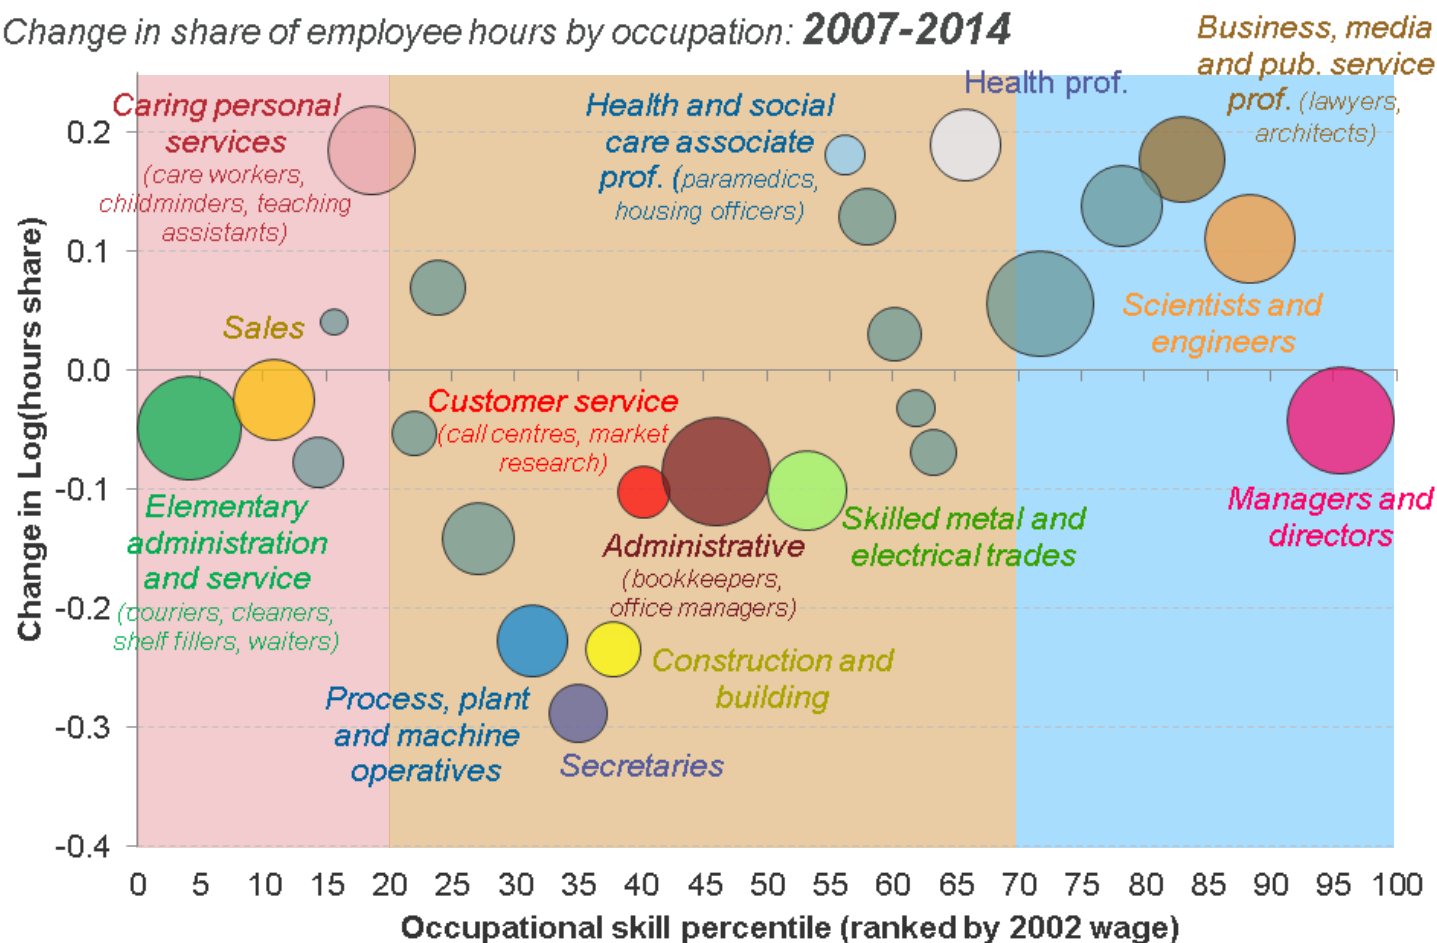 Change in share of employee hours by occupation: 2007-2014
Business, media
and pub. service
prof. (lawyers,
architects)
Health prof.
Caring personal
services
(care workers,
childminders, teaching
assistants)
Health and social
care associate
prof. (paramedics,
housing officers)
Sales
Scientists and
engineers
Customer service
(call centres, market
research)
Elementary
administration
and service
(couriers, cleaners,
shelf fillers, waiters)
Administrative
(bookkeepers,
office managers)
Skilled metal and
electrical trades
Managers and
directors
Process, plant
and machine
operatives
Construction and
building
Secretaries
Change in Log(hours share)
0.2
0.1
0.0
-0.1
-0.2
-0.3
-0.4
0 5 10 15 20 25 30 35 40 45 50 55 60 65 70 75 80 85 90 95 100
Occupational skill percentile (ranked by 2002 wage)